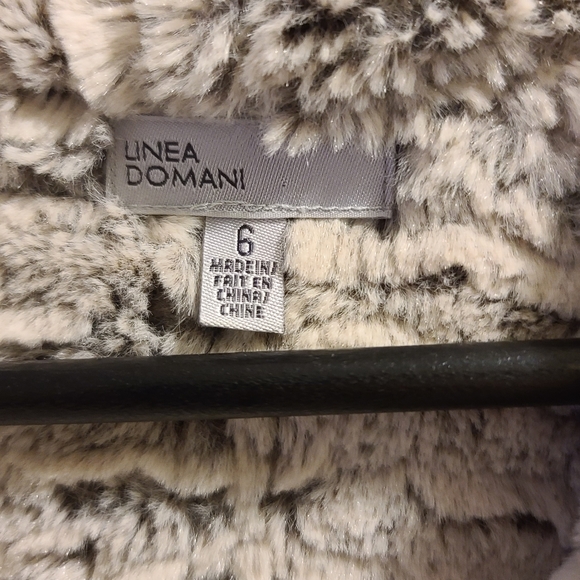 LINEA
DOMANI
6
MADE IN/
FAIT EN
CHINA/
CHINE